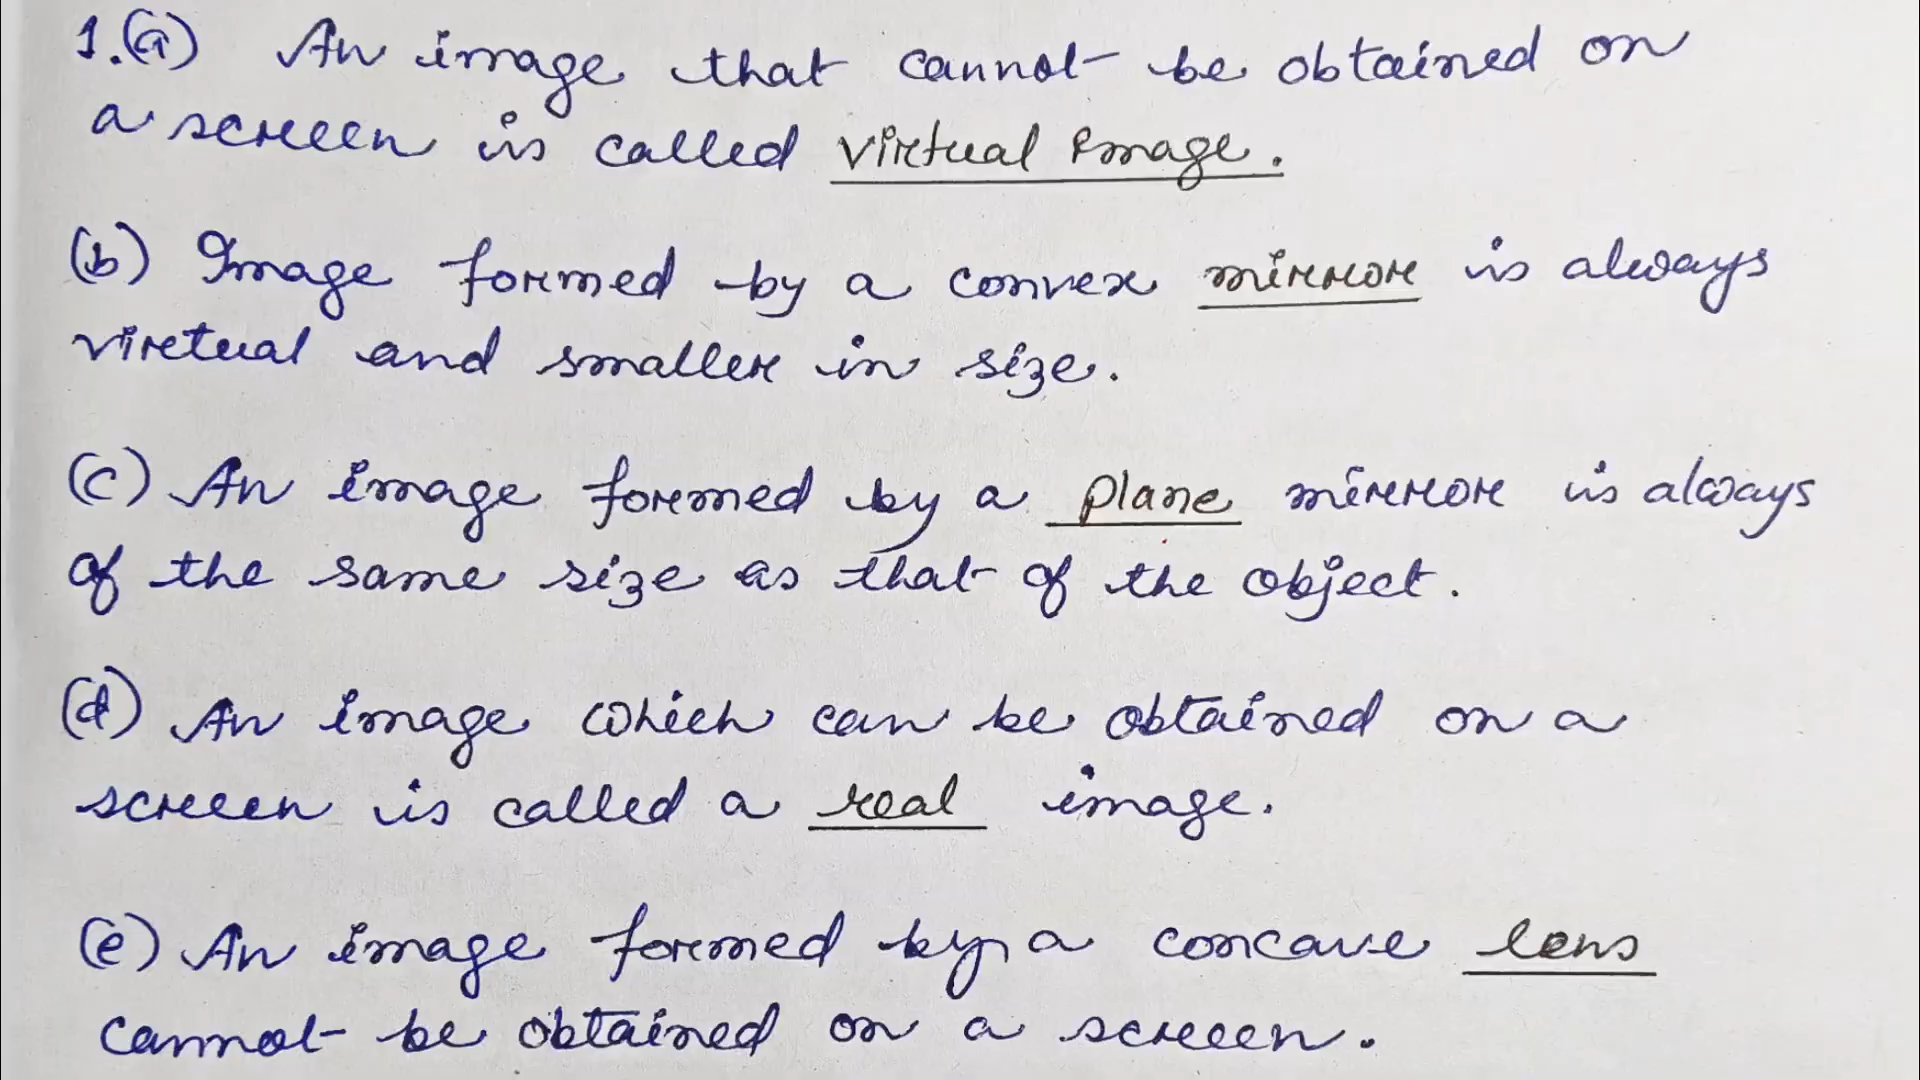 1.(a) An image that cannot be obtained on
a screen is called virtual Image.
(b) Image formed by a convex mirror is always
virtual and smaller in size.
(c) An image formed by a plane mirror is always
of the same size as that of the object.
(d) An image which can be obtained on a
screen is called a real image.
(e) An image formed by a concave lens
cannot be obtained on a screen.